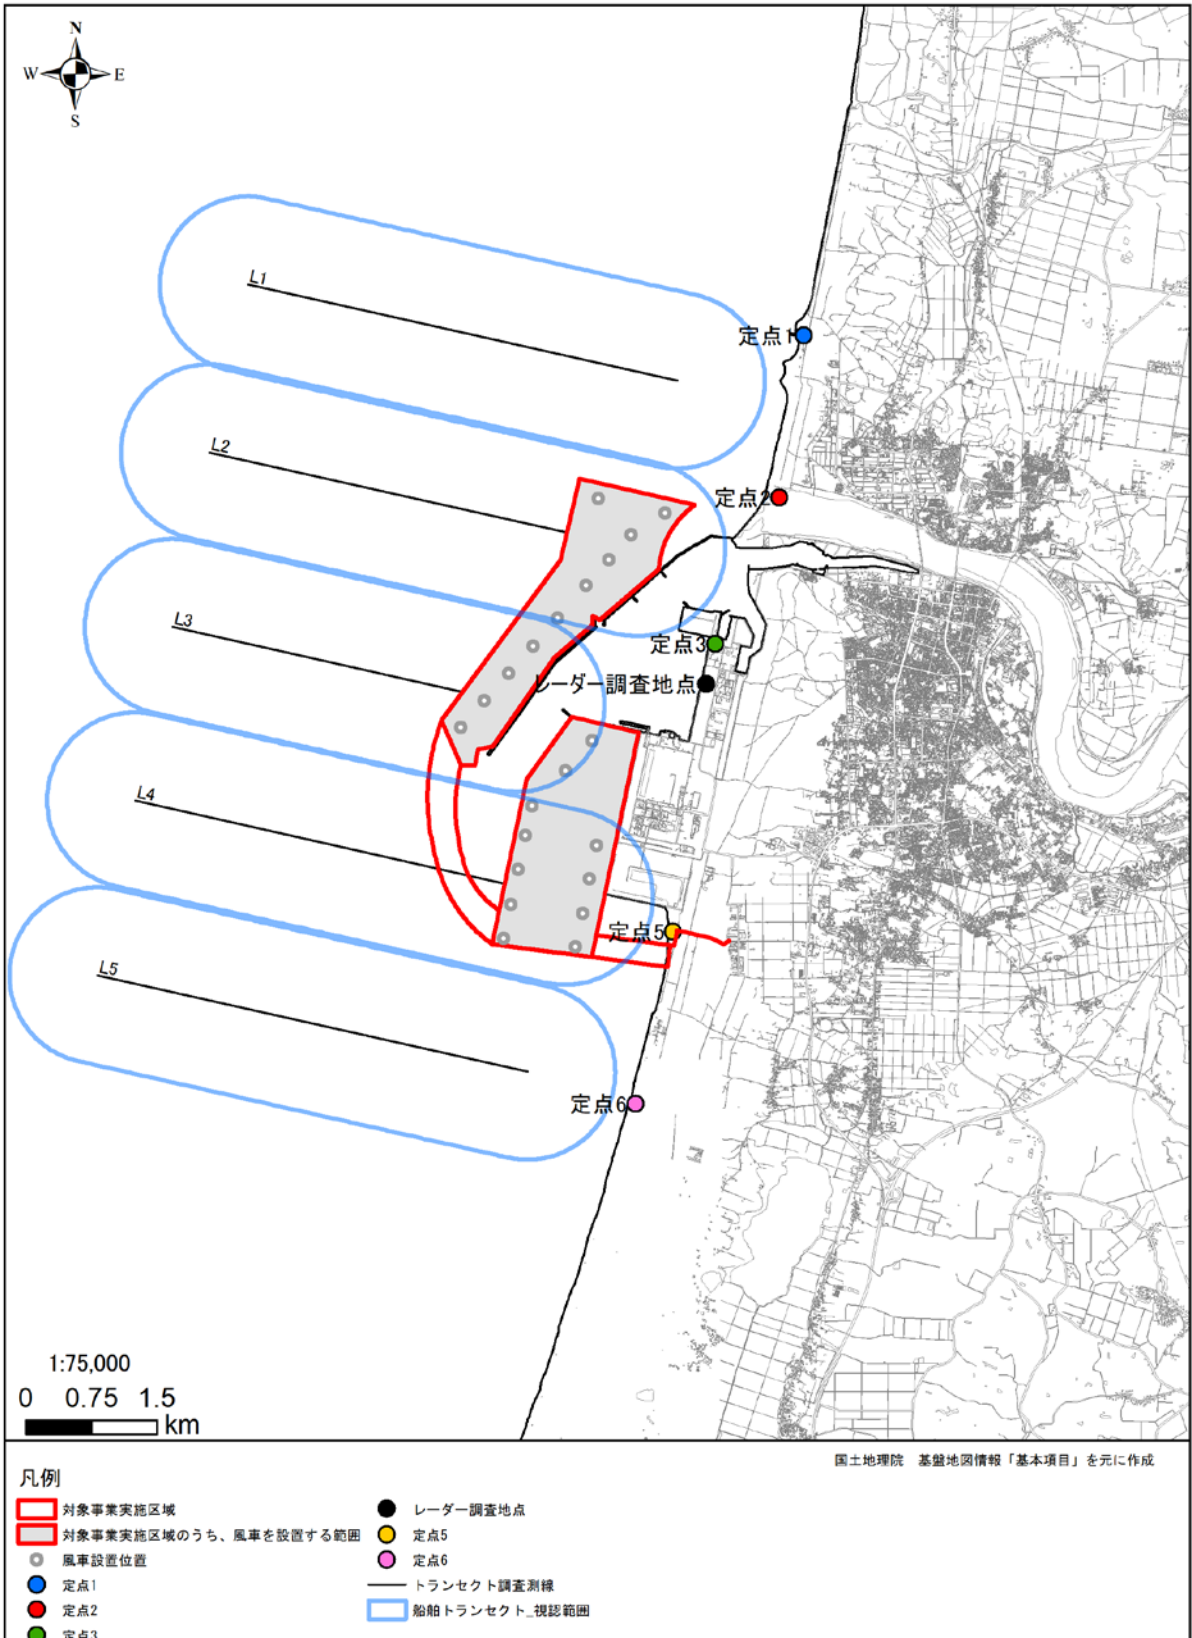 N
W E
S
L1
定点1
L2
定点2
L3
定点3
レーダー調査地点
L4
定点5
L5
定点6
1:75,000
0 0.75 1.5
km
国土地理院 基盤地図情報「基本項目」を元に作成
凡例
対象事業実施区域
対象事業実施区域のうち、風車を設置する範囲
風車設置位置
定点1
定点2
定点3
レーダー調査地点
定点5
定点6
トランセクト調査測線
船舶トランセクト_視認範囲